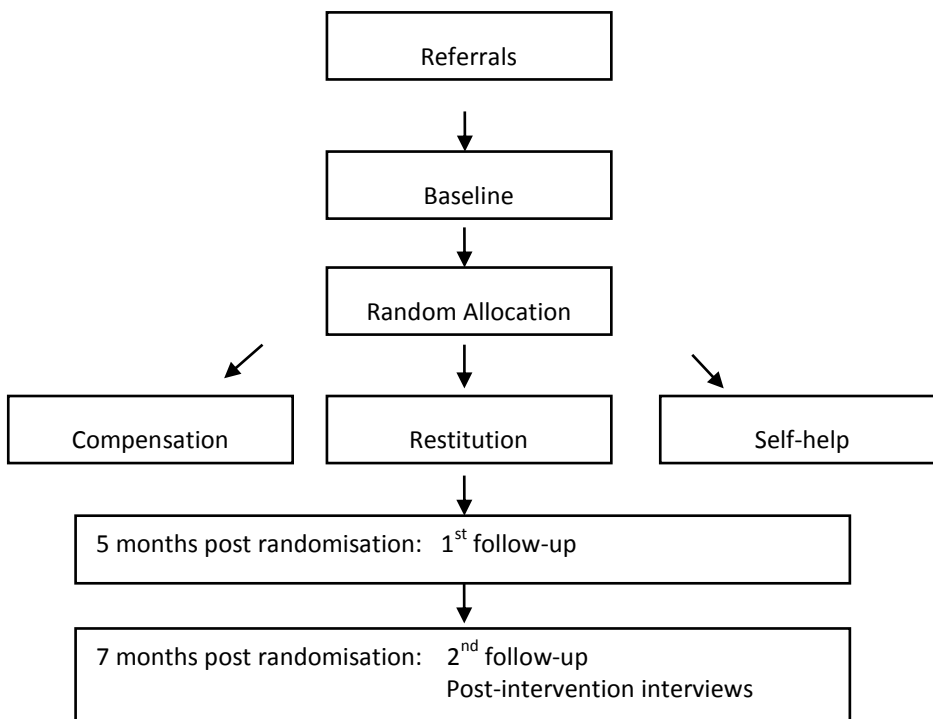 Referrals
Baseline
Random Allocation
Compensation
Restitution
Self-help
5 months post randomisation: 1st follow-up
7 months post randomisation: 2nd follow-up
Post-intervention interviews